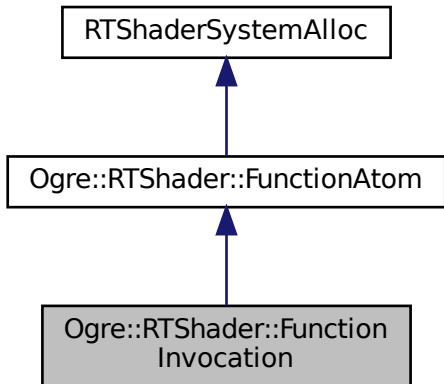 RTShaderSystemAlloc
Ogre::RTShader::FunctionAtom
Ogre::RTShader::Function
Invocation